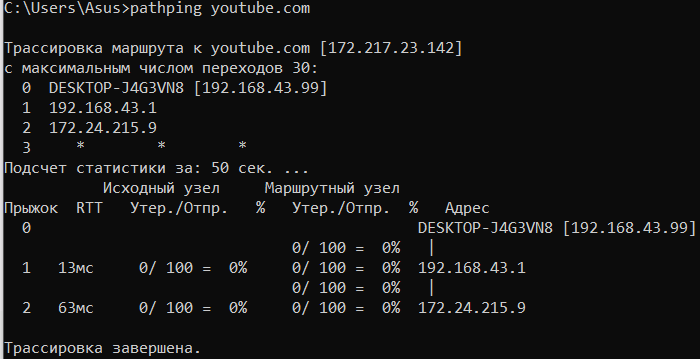 C:\Users\Asus>pathping youtube.com
Трассировка маршрута к youtube.com [172.217.23.142]
с максимальным числом переходов 30:
0 DESKTOP-J4G3VN8 [192.168.43.99]
1 192.168.43.1
2 172.24.215.9
3 * * *
Подсчет статистики за: 50 сек. ...
Исходный узел Маршрутный узел
Прыжок RTT Утер./Отпр. % Утер./Отпр. % Адрес
0 DESKTOP-J4G3VN8 [192.168.43.99]
0/ 100 = 0% |
1 13мс 0/ 100 = 0% 0/ 100 = 0% 192.168.43.1
0/ 100 = 0% |
2 63мс 0/ 100 = 0% 0/ 100 = 0% 172.24.215.9
Трассировка завершена.